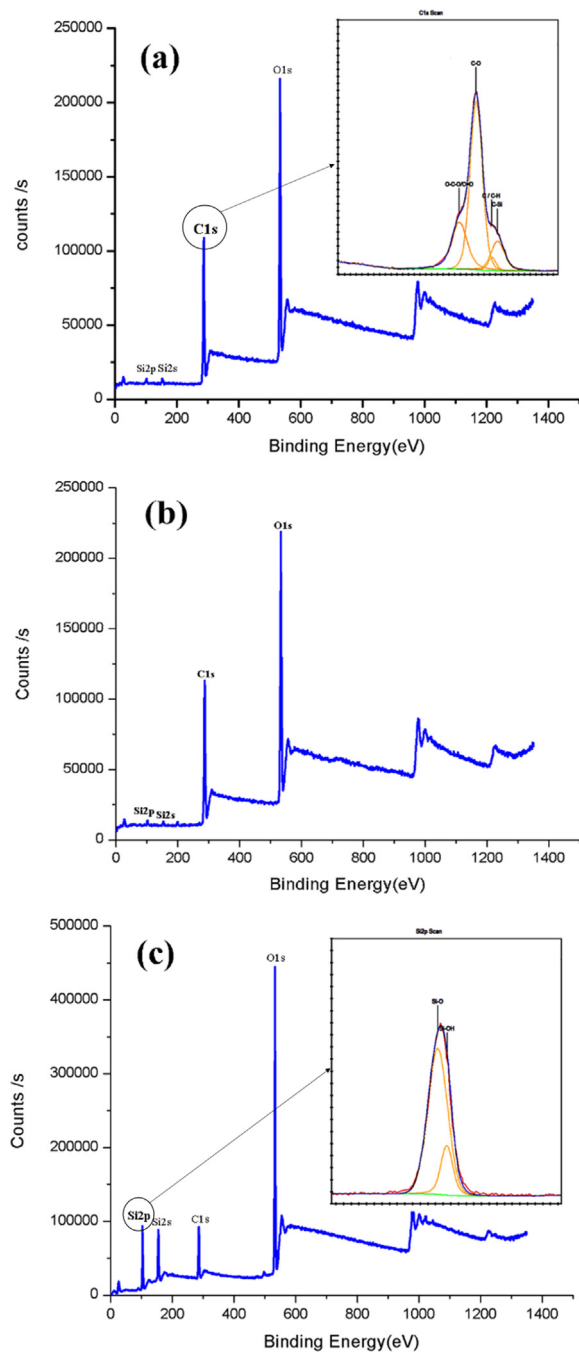 (a)
C1s Scan
250000
200000
150000
100000
50000
0
counts /s
O1s
C1s
Si2p Si2s
C-O
O-C-O/C=O
C / C-H
C-Si
0 200 400 600 800 1000 1200 1400
Binding Energy(eV)
(b)
250000
200000
150000
100000
50000
0
Counts /s
O1s
C1s
Si2p Si2s
0 200 400 600 800 1000 1200 1400
Binding Energy(eV)
(c)
Si2p Scan
500000
400000
300000
200000
100000
0
Counts /s
O1s
Si2p
Si2s
C1s
Si-O
Si-OH
0 200 400 600 800 1000 1200 1400
Binding Energy(eV)